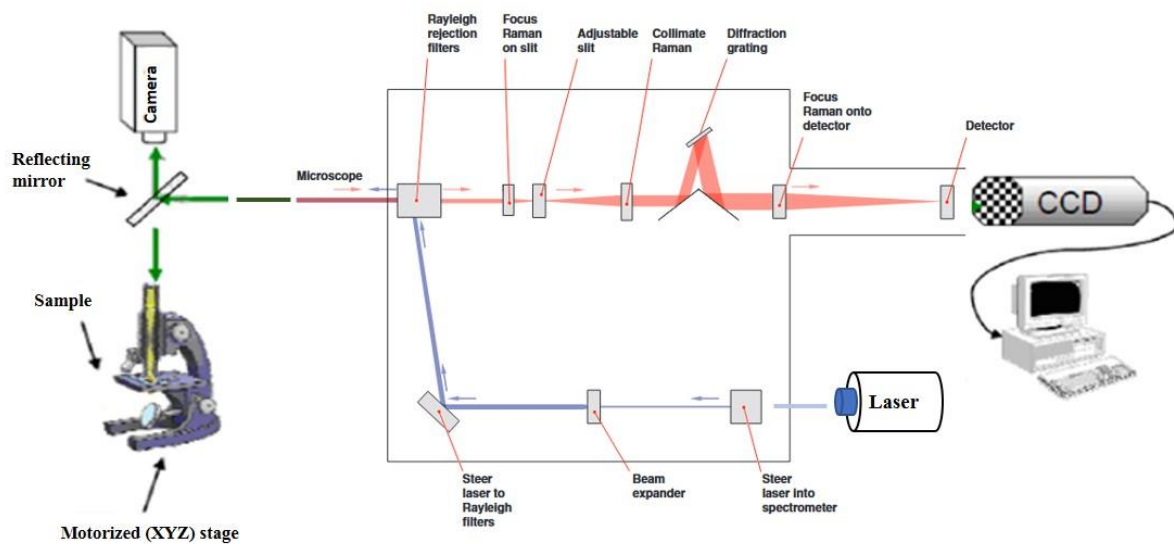 Rayleigh
rejection
filters
Focus
Raman
on slit
Adjustable
slit
Collimate
Raman
Diffraction
grating
Camera
Focus
Raman onto
detector
Detector
Reflecting
mirror
Microscope
CCD
Sample
Laser
Steer
laser to
Rayleigh
filters
Beam
expander
Steer
laser into
spectrometer
Motorized (XYZ) stage